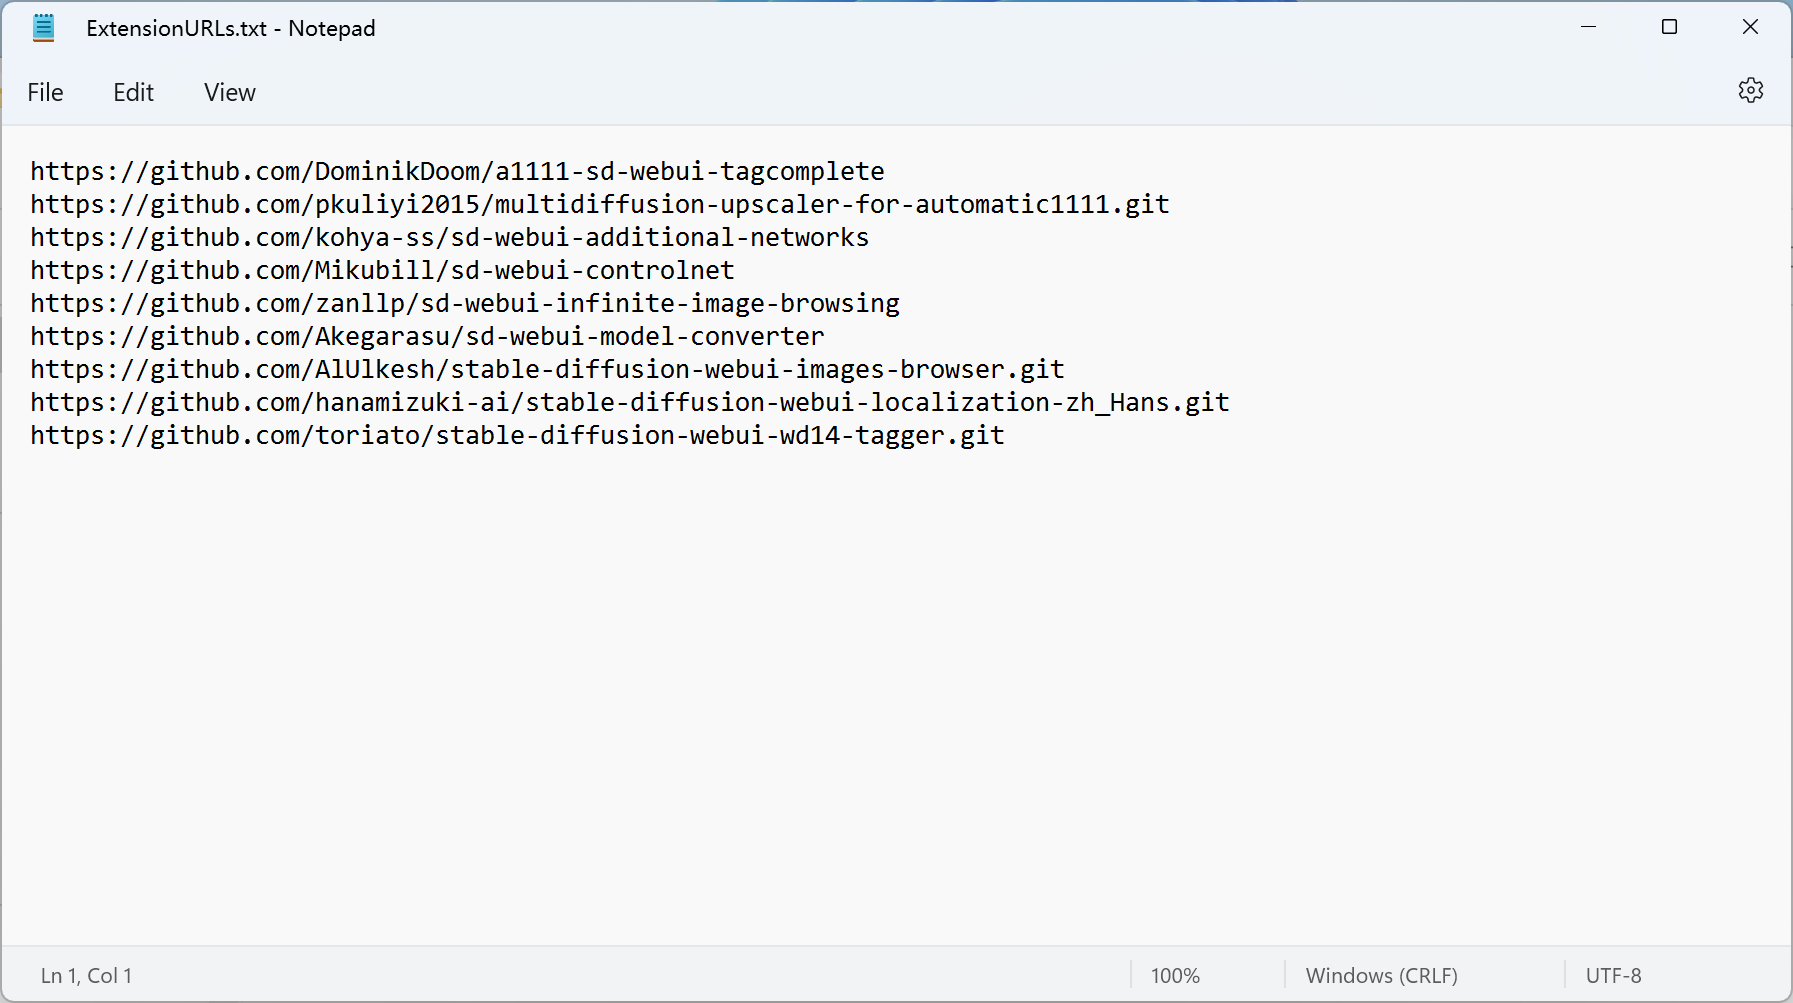 ExtensionURLs.txt - Notepad
File Edit View
https://github.com/DominikDoom/a1111-sd-webui-tagcomplete
https://github.com/pkuliyi2015/multidiffusion-upscaler-for-automatic1111.git
https://github.com/kohya-ss/sd-webui-additional-networks
https://github.com/Mikubill/sd-webui-controlnet
https://github.com/zanllp/sd-webui-infinite-image-browsing
https://github.com/Akegarasu/sd-webui-model-converter
https://github.com/AlUlkesh/stable-diffusion-webui-images-browser.git
https://github.com/hanamizuki-ai/stable-diffusion-webui-localization-zh_Hans.git
https://github.com/toriato/stable-diffusion-webui-wd14-tagger.git
Ln 1, Col 1 100% Windows (CRLF) UTF-8